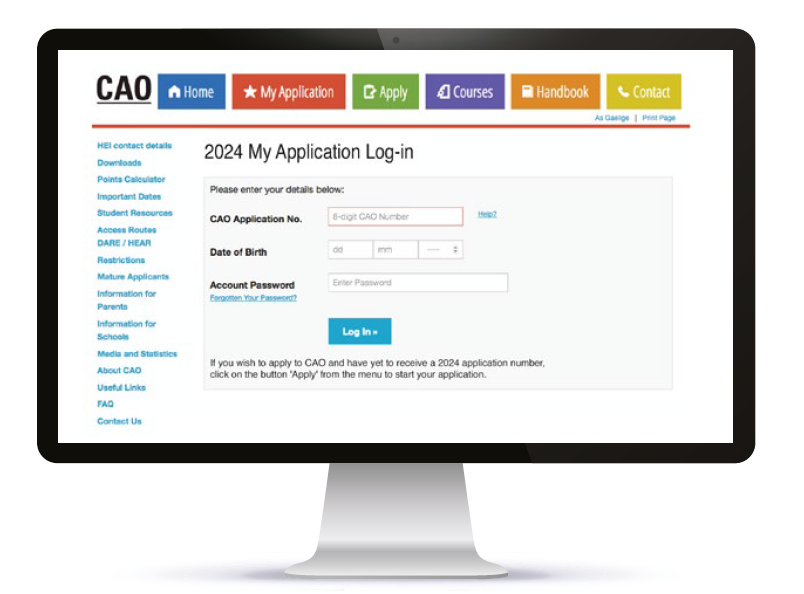 CAO Home My Application Apply Courses Handbook Contact
As Gaeilge | Print Page
HEI contact details
Downloads
Points Calculator
Important Dates
Student Resources
Access Routes
DARE / HEAR
Restrictions
Mature Applicants
Information for
Parents
Information for
Schools
Media and Statistics
About CAO
Useful Links
FAQ
Contact Us
2024 My Application Log-in
Please enter your details below:
CAO Application No. 8-digit CAO Number Help?
Date of Birth dd mm ----
Account Password Enter Password
Forgotten Your Password?
Log In »
If you wish to apply to CAO and have yet to receive a 2024 application number,
click on the button 'Apply' from the menu to start your application.